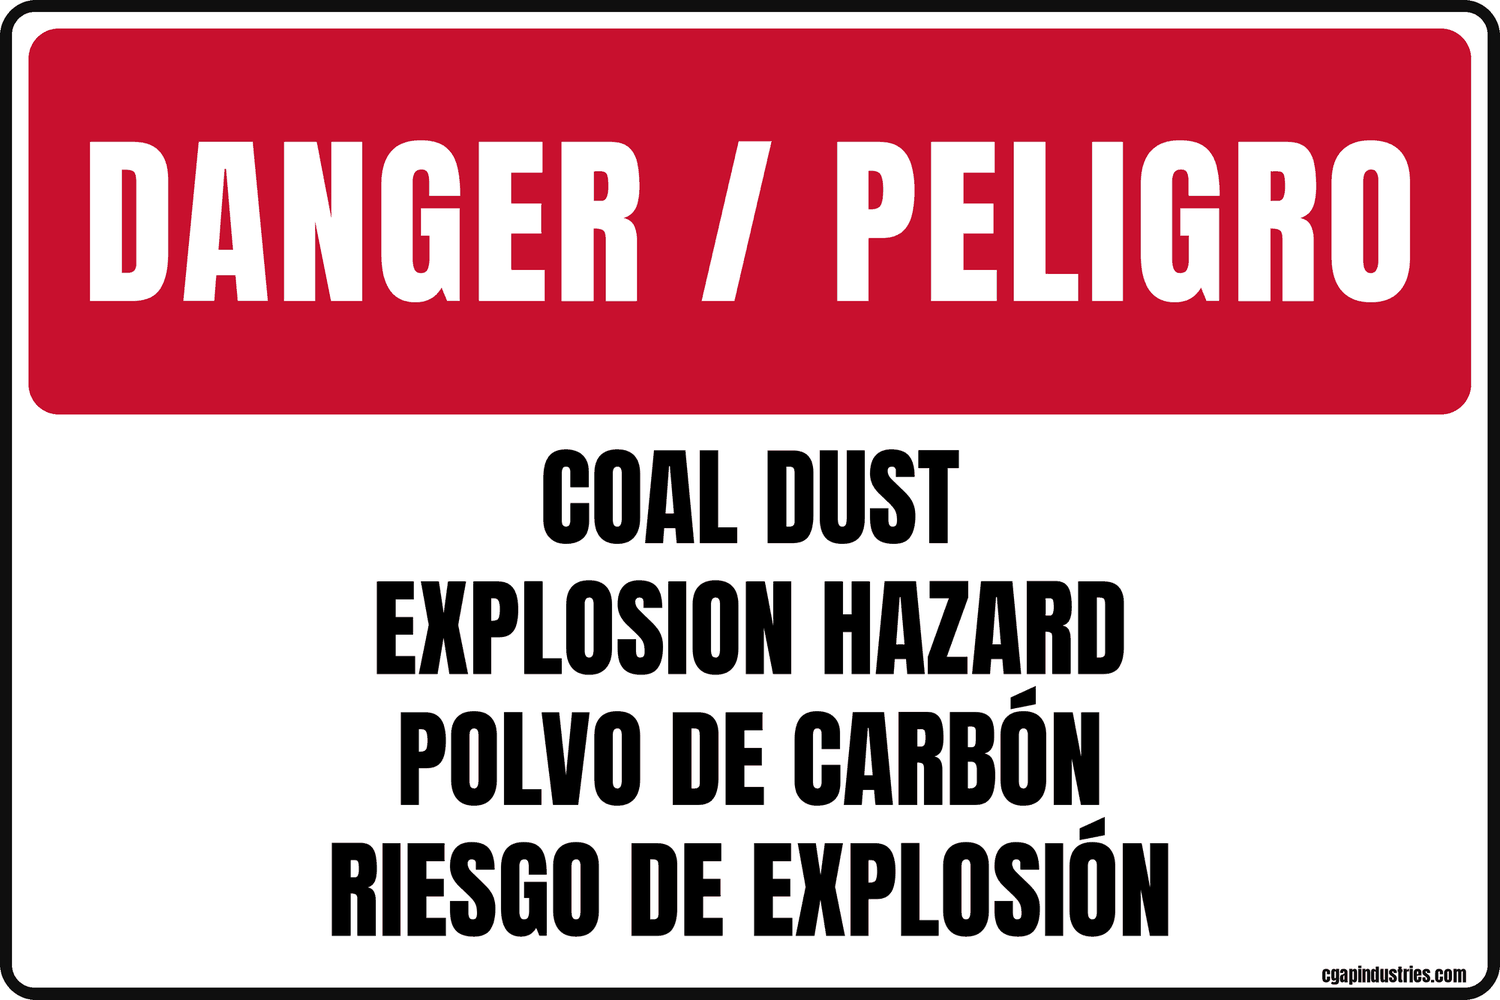 DANGER / PELIGRO
COAL DUST
EXPLOSION HAZARD
POLVO DE CARBÓN
RIESGO DE EXPLOSIÓN
cgapindustries.com